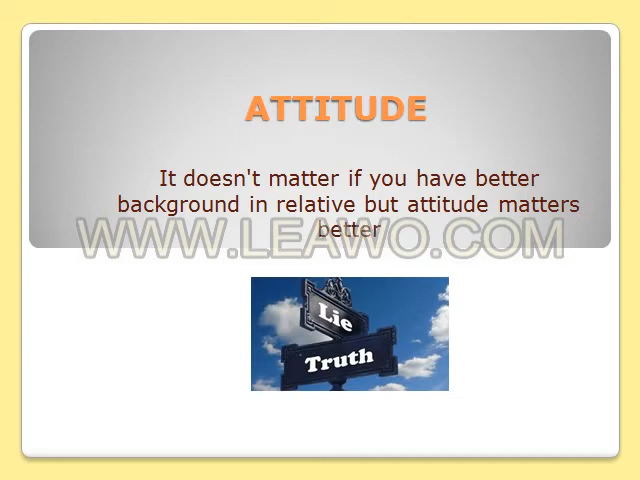 ATTITUDE
It doesn't matter if you have better
background in relative but attitude matters
better
WWW.LEAWO.COM
Lie
Truth